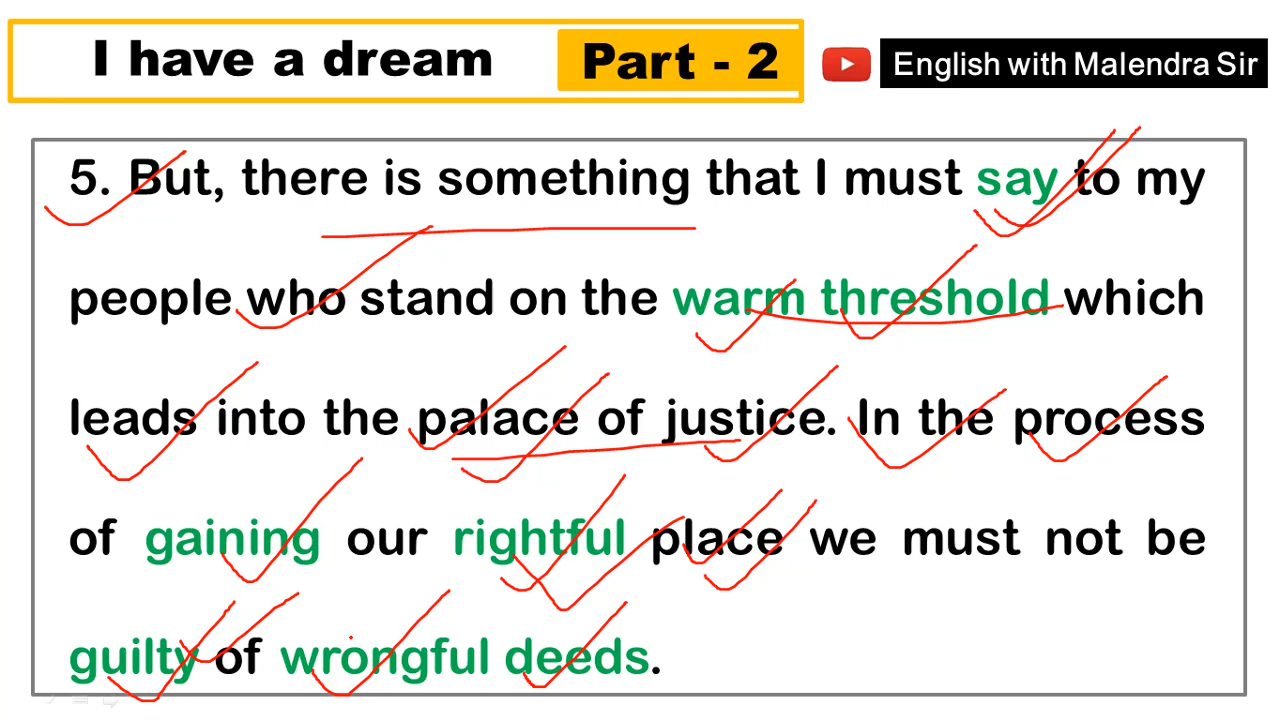 I have a dream
Part - 2
English with Malendra Sir
5. But, there is something that I must say to my
people who stand on the warm threshold which
leads into the palace of justice. In the process
of gaining our rightful place we must not be
guilty of wrongful deeds.